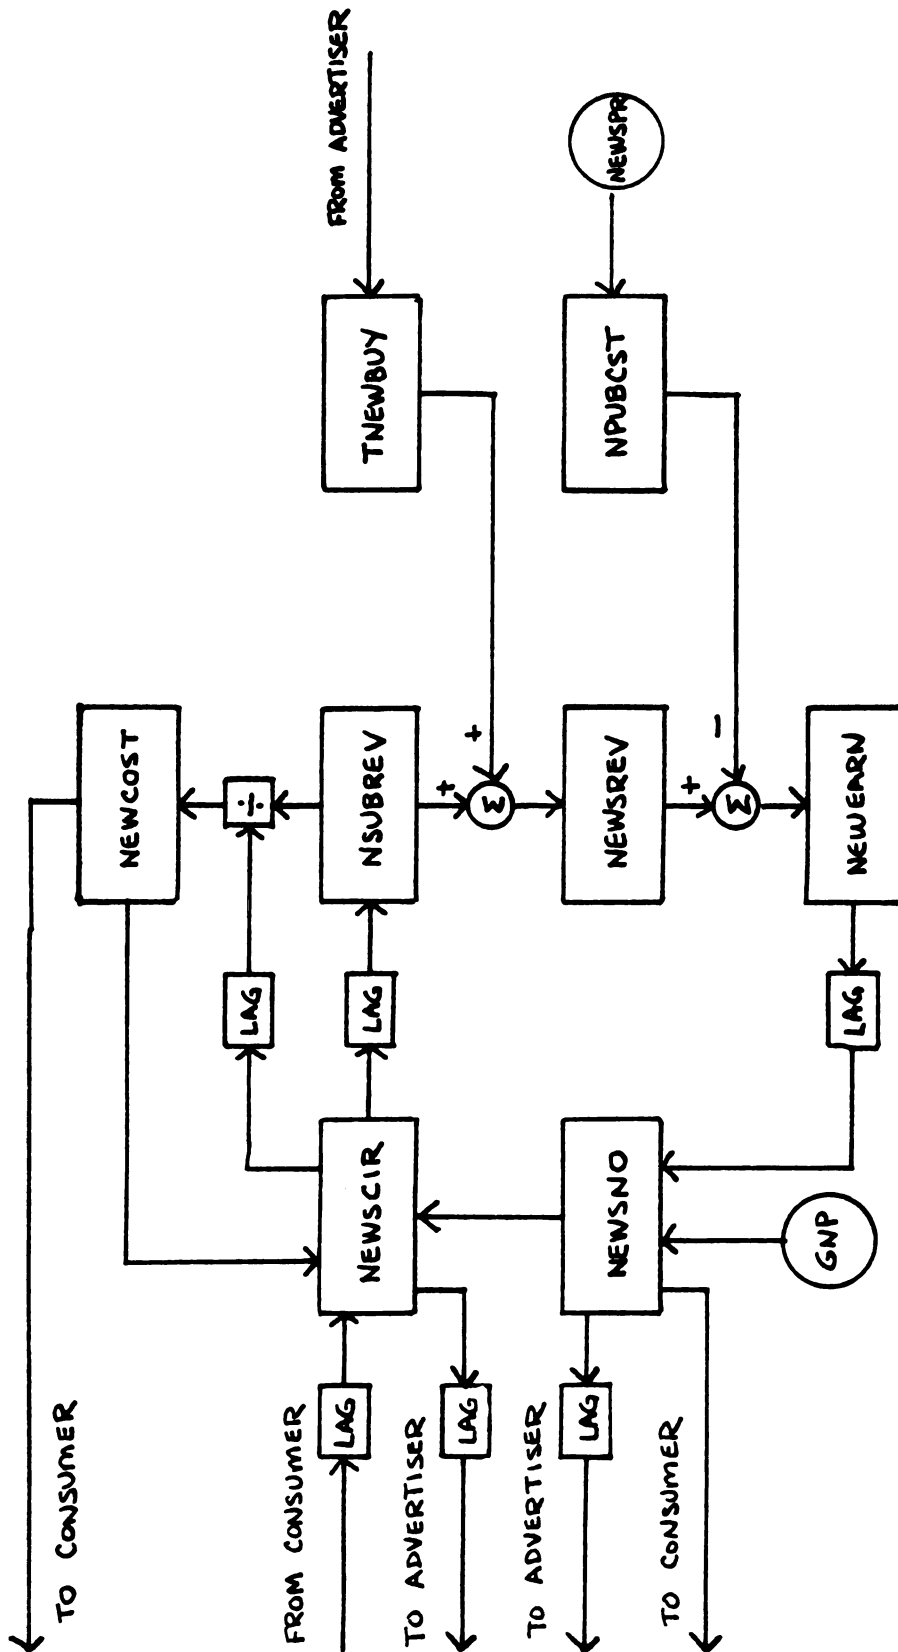 TO CONSUMER
NEWCOST
÷
LAG
FROM CONSUMER
LAG
NEWSCIR
LAG
NSUBREV
TNEWBUY
FROM ADVERTISER
TO ADVERTISER
LAG
+
+
Σ
TO ADVERTISER
LAG
NEWSNO
NEWSREV
NPUBCST
NEWSPR
TO CONSUMER
+
−
Σ
GNP
LAG
NEWEARN